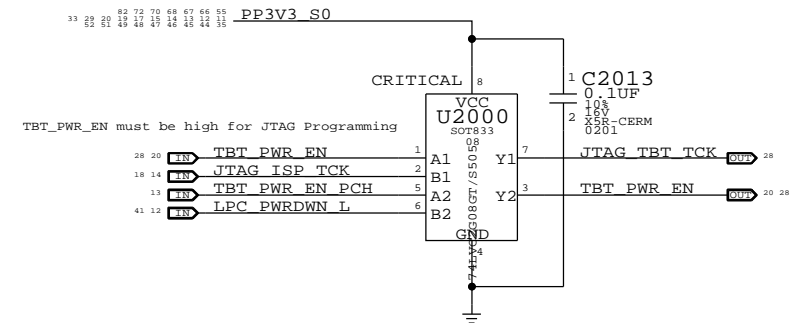 82 72 70 68 67 66 55
33 29 20 19 17 15 14 13 12 11
52 51 49 48 47 46 45 44 35
PP3V3_S0
CRITICAL
8
VCC
U2000
SOT833
08
74LVC2G08GT/S505
1
C2013
0.1UF
10%
16V
2
X5R-CERM
0201
TBT_PWR_EN must be high for JTAG Programming
28 20 IN TBT_PWR_EN 1 A1
Y1 7 JTAG_TBT_TCK OUT 28
18 14 IN JTAG_ISP_TCK 2 B1
13 IN TBT_PWR_EN_PCH 5 A2
Y2 3 TBT_PWR_EN OUT 20 28
41 12 IN LPC_PWRDWN_L 6 B2
GND
4